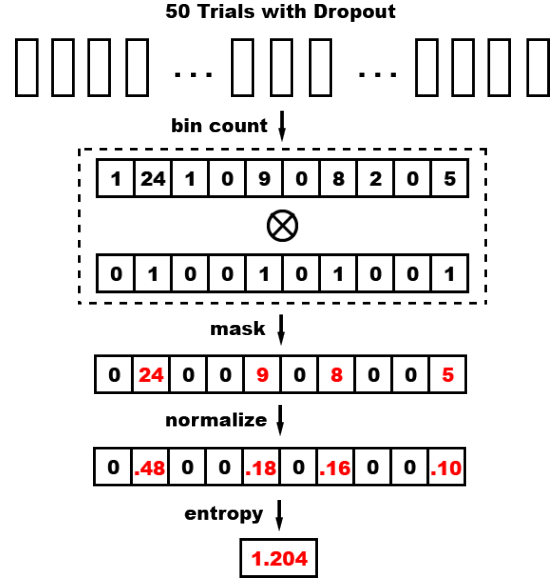 50 Trials with Dropout
... ...
bin count
1 24 1 0 9 0 8 2 0 5
0 1 0 0 1 0 1 0 0 1
mask
0 24 0 0 9 0 8 0 0 5
normalize
0 .48 0 0 .18 0 .16 0 0 .10
entropy
1.204